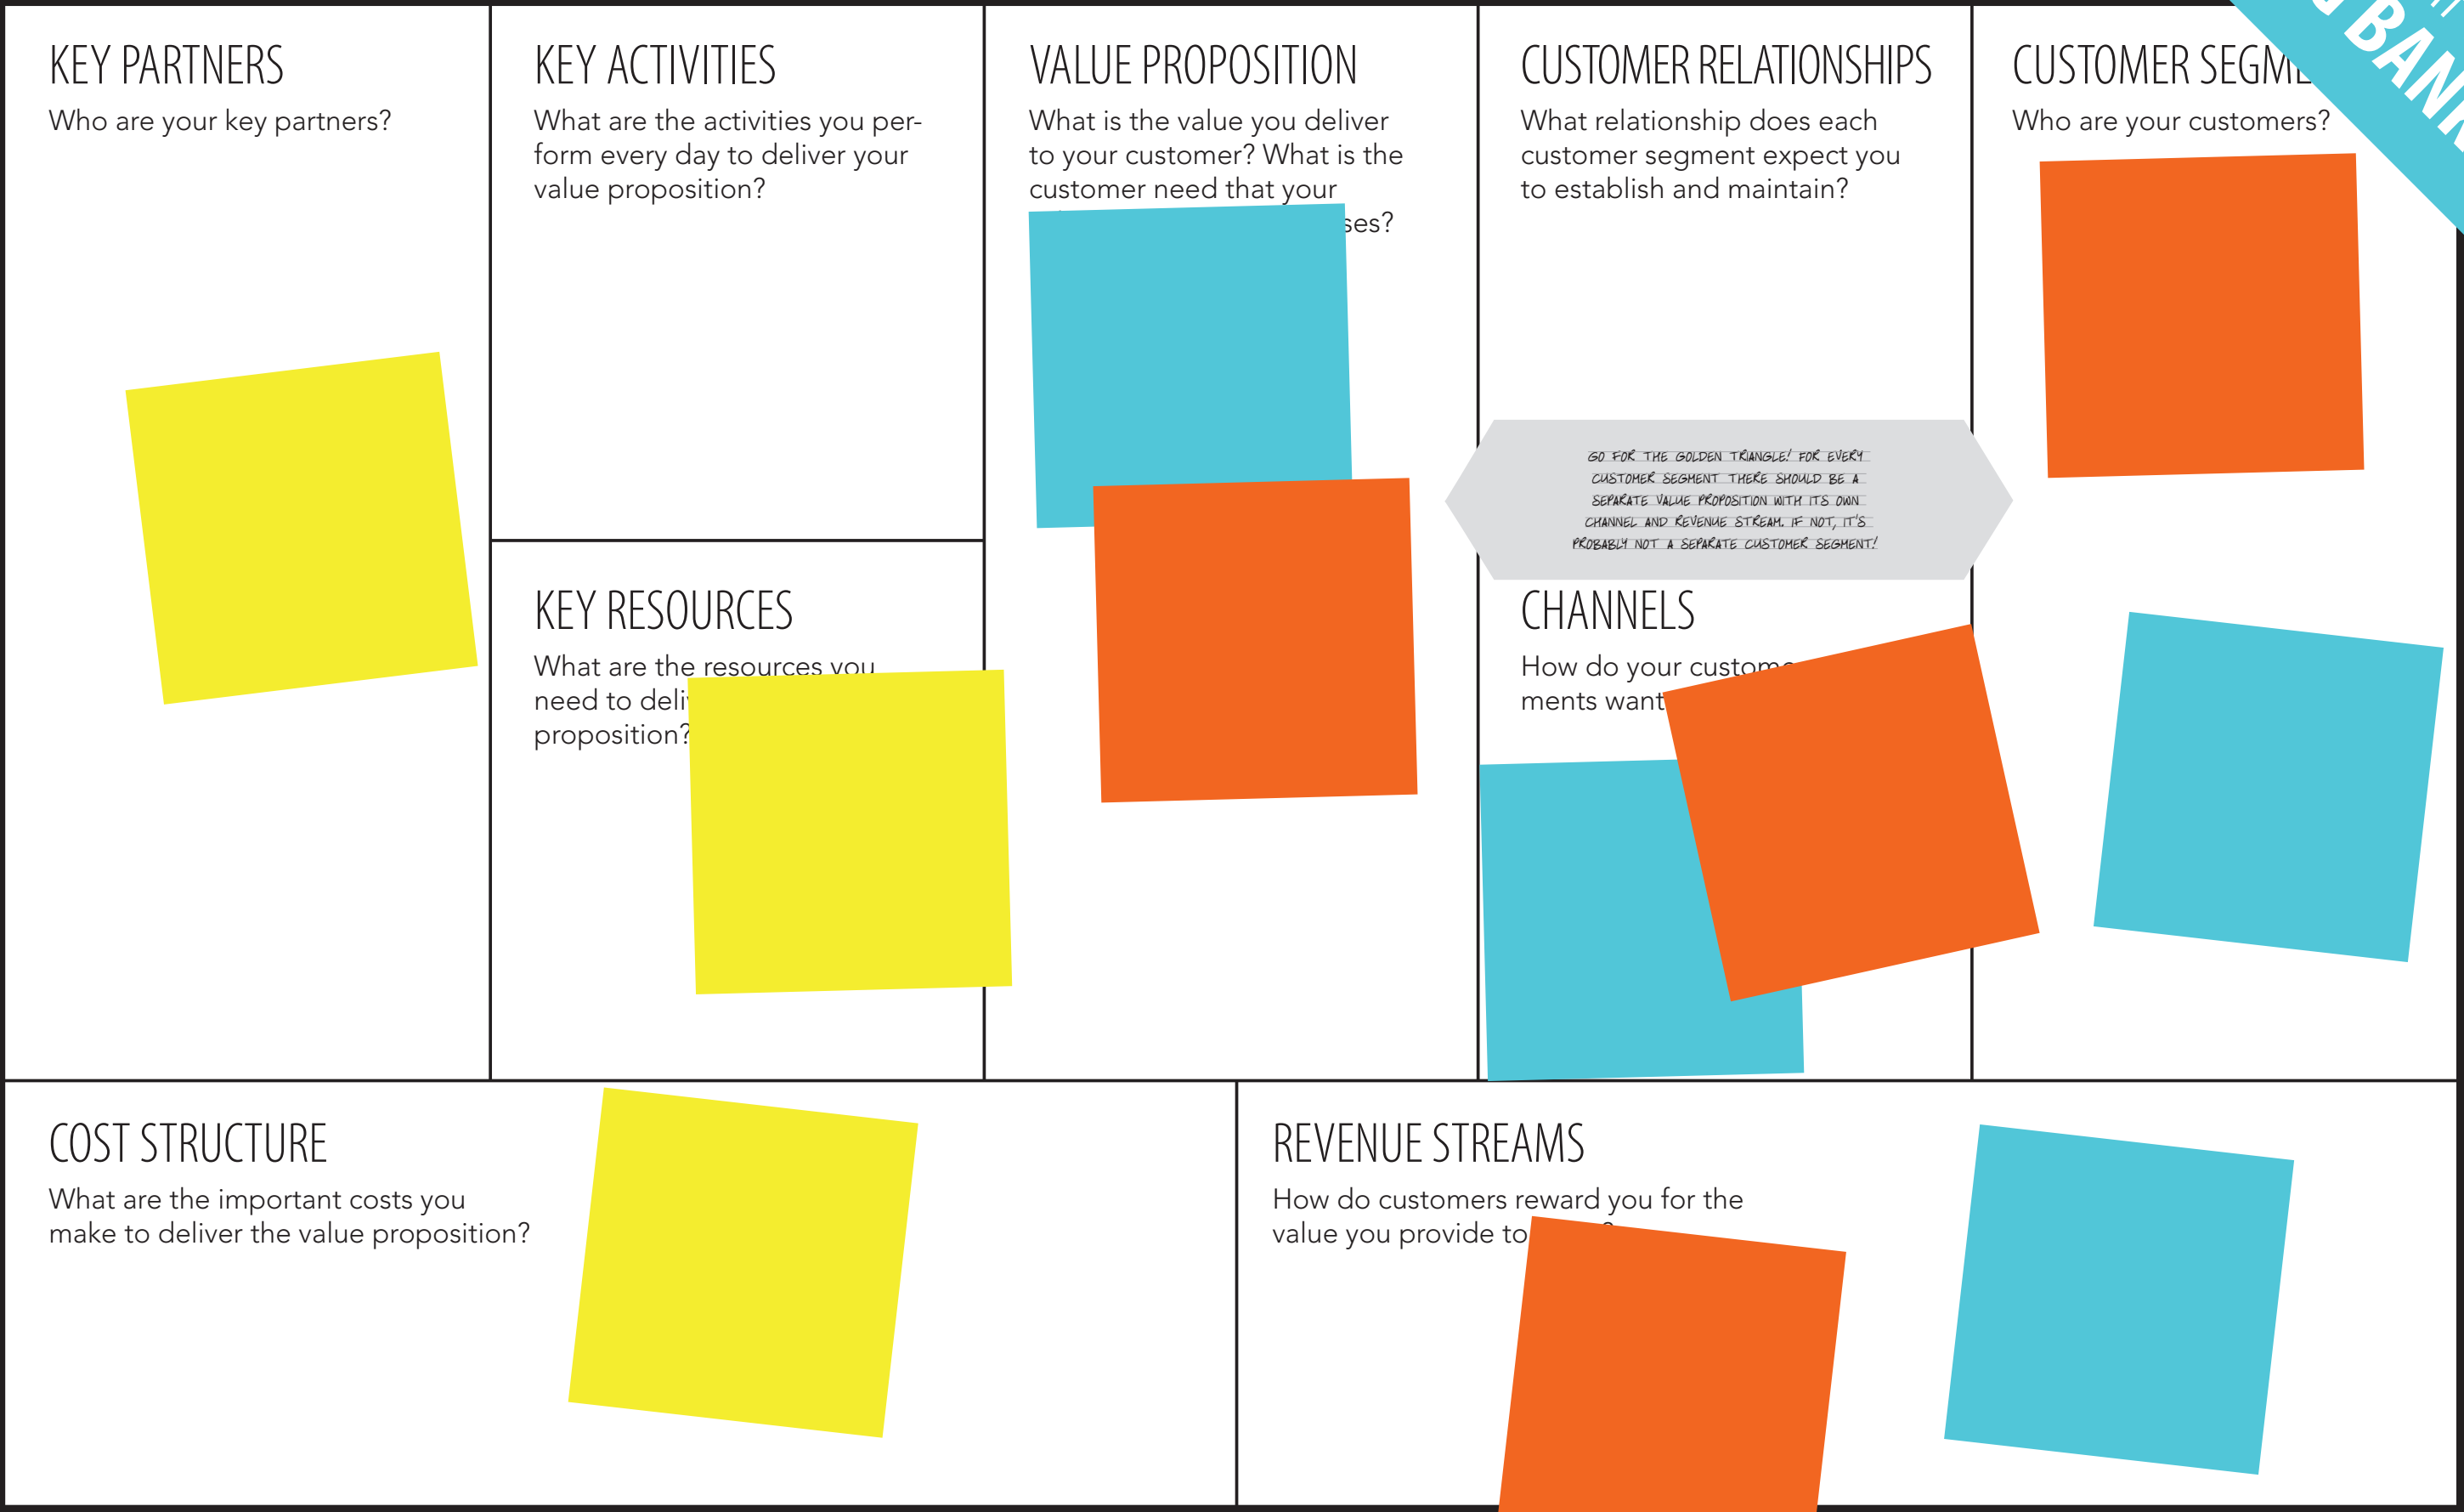 KEY PARTNERS
Who are your key partners?
KEY ACTIVITIES
What are the activities you per-
form every day to deliver your
value proposition?
KEY RESOURCES
What are the resources you
need to
proposition?
VALUE PROPOSITION
What is the value you deliver
to your customer? What is the
customer need that your
CUSTOMER RELATIONSHIPS
What relationship does each
customer segment expect you
to establish and maintain?
GO FOR THE GOLDEN TRIANGLE! FOR EVERY
CUSTOMER SEGMENT THERE SHOULD BE A
SEPARATE VALUE PROPOSITION WITH ITS OWN
CHANNEL AND REVENUE STREAM. IF NOT, IT'S
PROBABLY NOT A SEPARATE CUSTOMER SEGMENT!
CHANNELS
How do your
ments want
CUSTOMER
Who are your customers?
COST STRUCTURE
What are the important costs you
make to deliver the value proposition?
REVENUE STREAMS
How do customers reward you for the
value you provide to